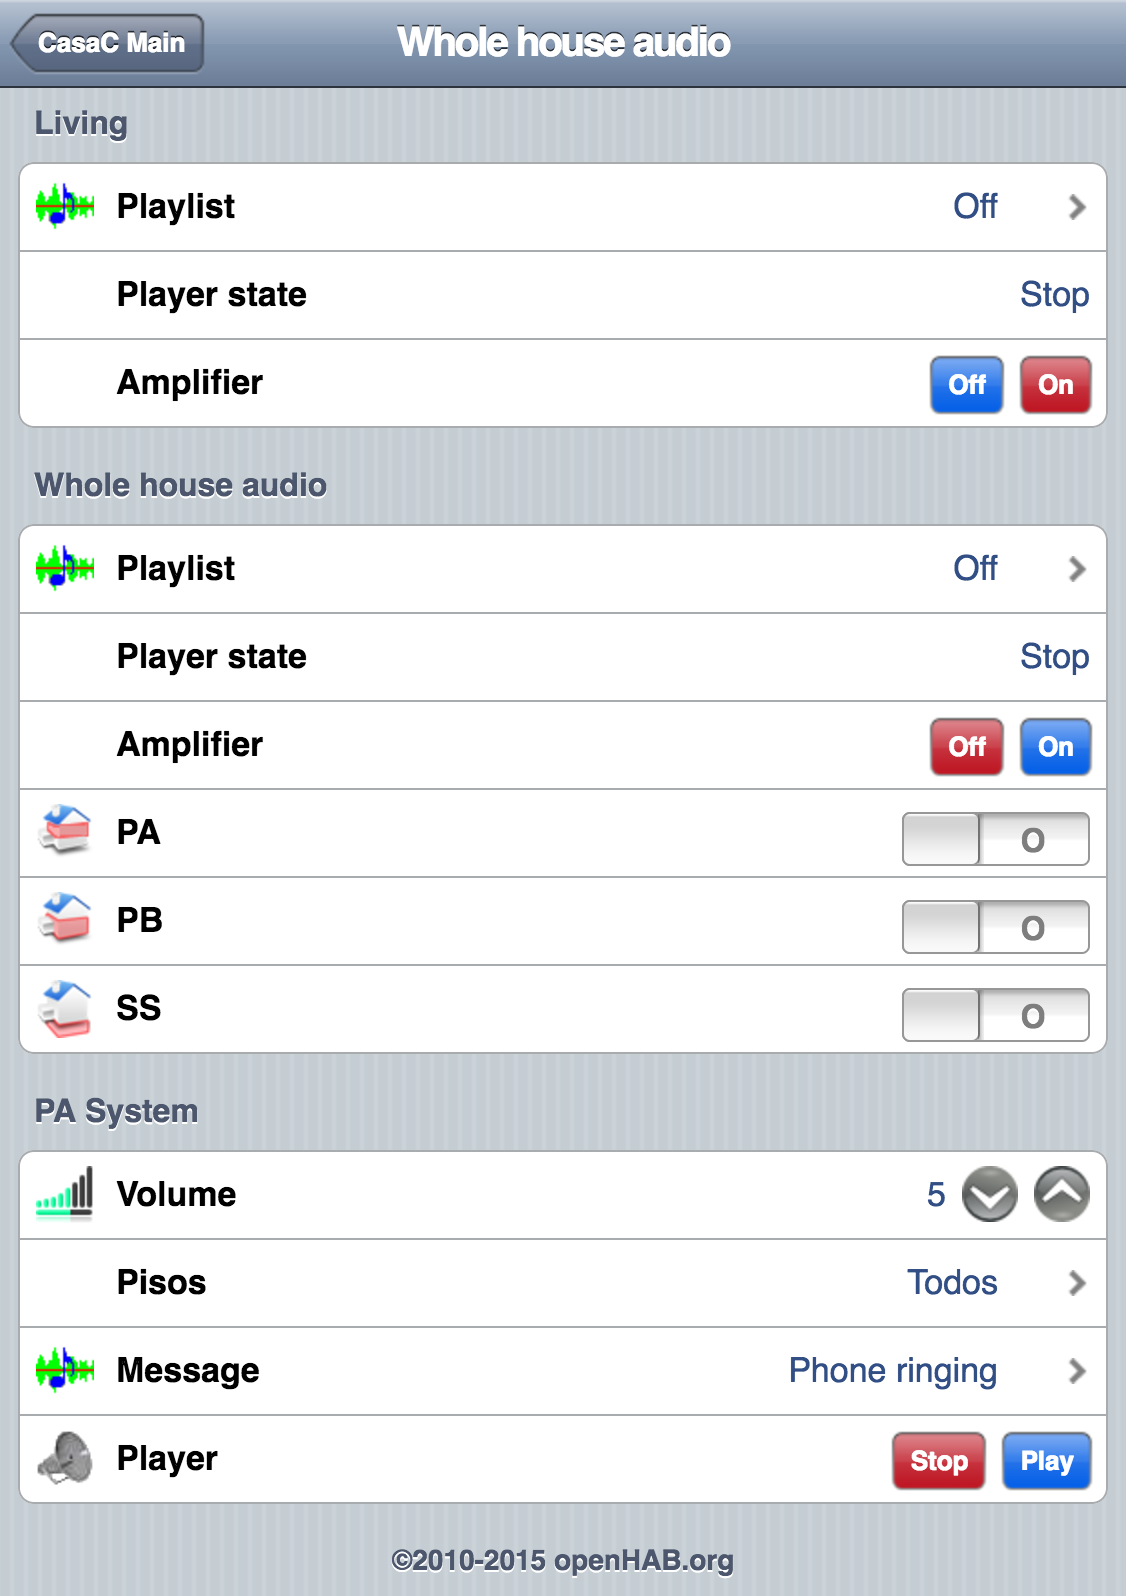 CasaC Main
Whole house audio
Living
Playlist Off
Player state Stop
Amplifier Off On
Whole house audio
Playlist Off
Player state Stop
Amplifier Off On
PA O
PB O
SS O
PA System
Volume 5
Pisos Todos
Message Phone ringing
Player Stop Play
©2010-2015 openHAB.org